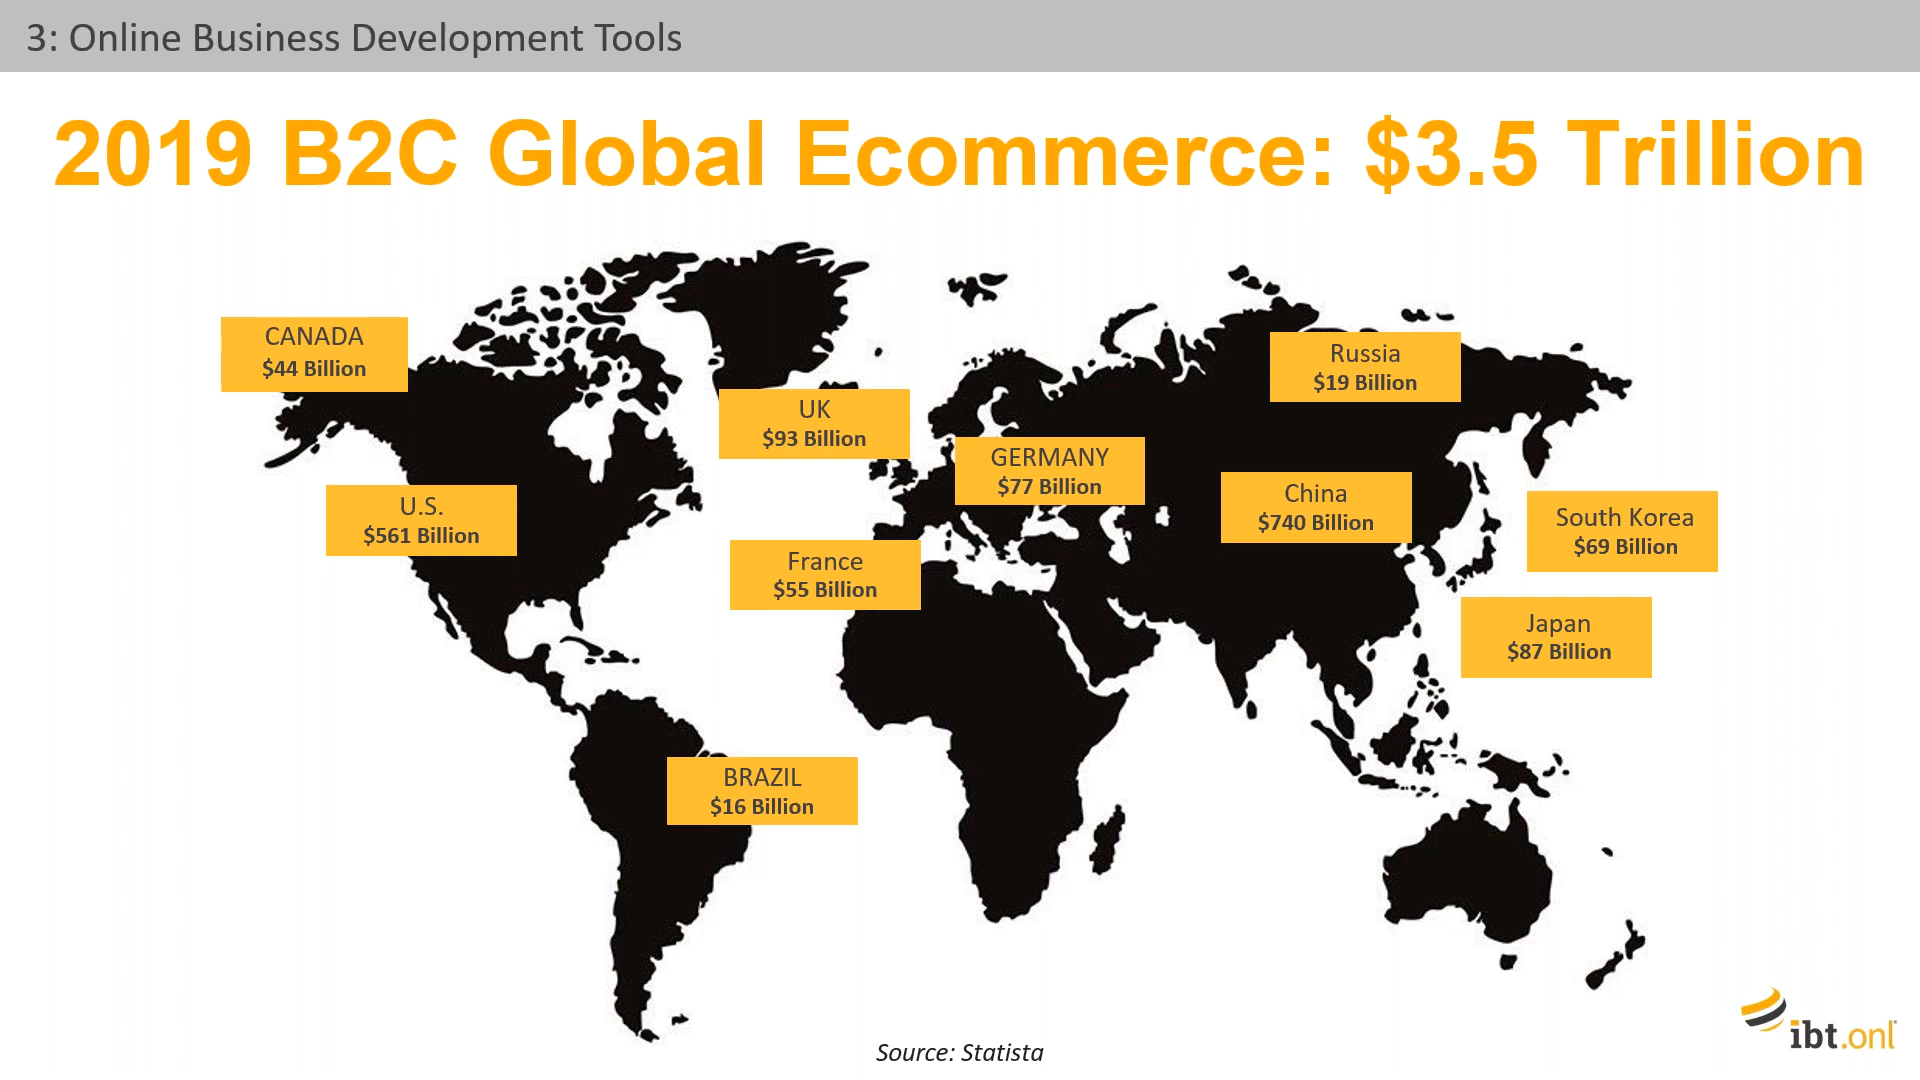 3: Online Business Development Tools
2019 B2C Global Ecommerce: $3.5 Trillion
CANADA
$44 Billion
Russia
$19 Billion
UK
$93 Billion
GERMANY
$77 Billion
China
$740 Billion
U.S.
$561 Billion
South Korea
$69 Billion
France
$55 Billion
Japan
$87 Billion
BRAZIL
$16 Billion
Source: Statista
ibt.onl